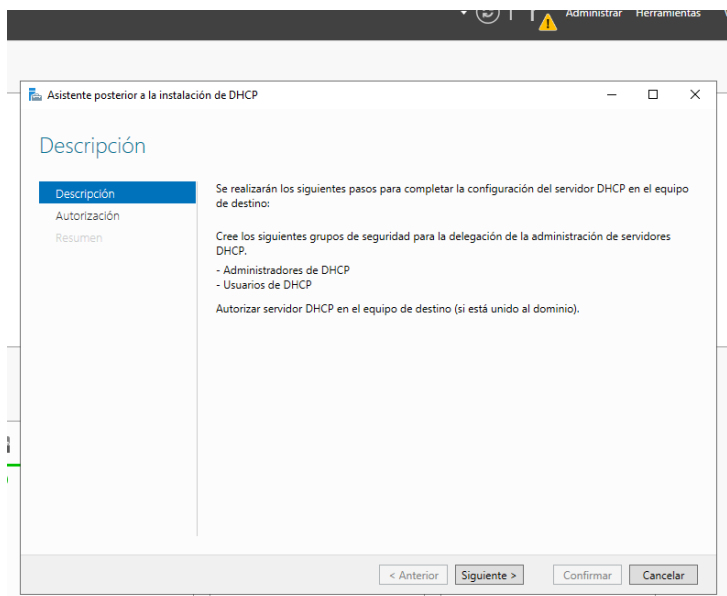 Administrar Herramientas
Asistente posterior a la instalación de DHCP
Descripción
Descripción
Autorización
Resumen
Se realizarán los siguientes pasos para completar la configuración del servidor DHCP en el equipo
de destino:
Cree los siguientes grupos de seguridad para la delegación de la administración de servidores
DHCP.
- Administradores de DHCP
- Usuarios de DHCP
Autorizar servidor DHCP en el equipo de destino (si está unido al dominio).
< Anterior
Siguiente >
Confirmar
Cancelar